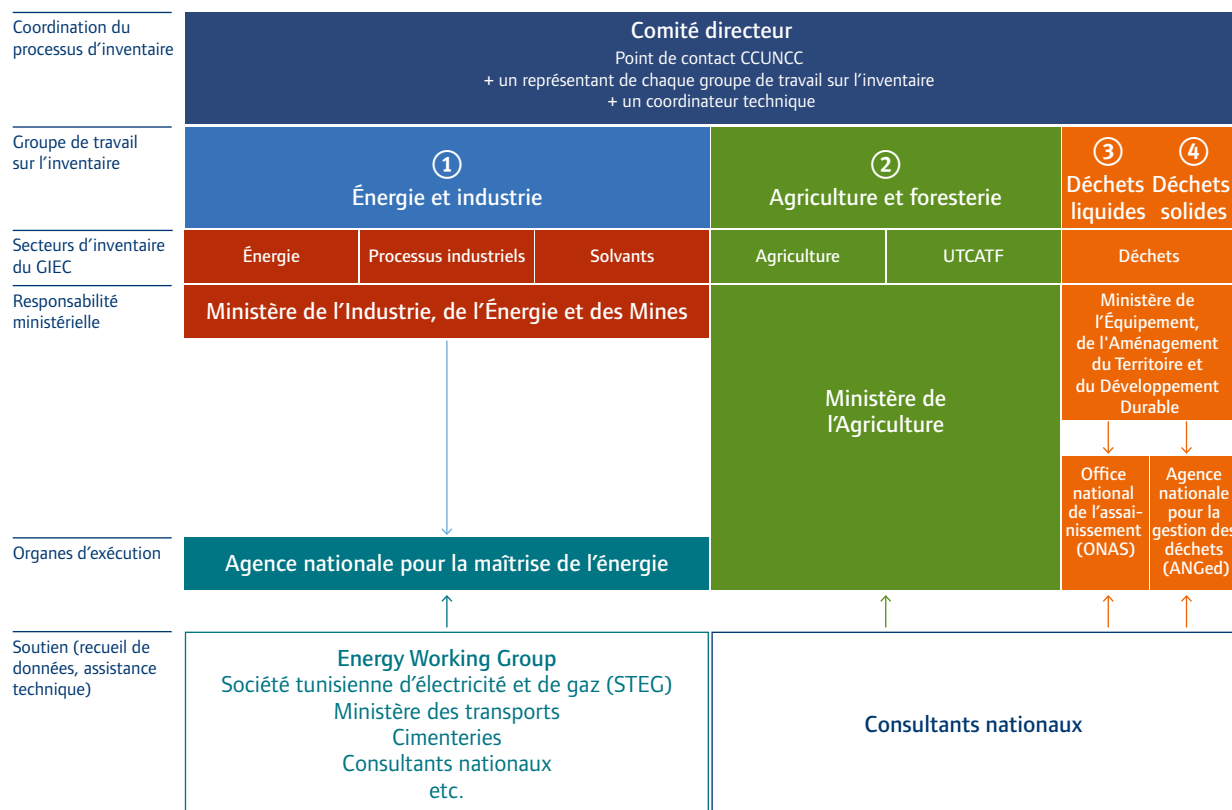 Coordination du
processus d'inventaire
Comité directeur
Point de contact CCUNCC
+ un représentant de chaque groupe de travail sur l'inventaire
+ un coordinateur technique
Groupe de travail
sur l'inventaire
1
Énergie et industrie
2
Agriculture et foresterie
3
Déchets
liquides
4
Déchets
solides
Secteurs d'inventaire
du GIEC
Énergie
Processus industriels
Solvants
Agriculture
UTCATF
Déchets
Responsabilité
ministérielle
Ministère de l'Industrie, de l'Énergie et des Mines
Ministère de
l'Agriculture
Ministère de
l'Équipement,
de l'Aménagement
du Territoire et
du Développement
Durable
Organes d'exécution
Agence nationale pour la maîtrise de l'énergie
Office
national
de l'assai-
nissement
(ONAS)
Agence
nationale
pour la
gestion des
déchets
(ANGed)
Soutien (recueil de
données, assistance
technique)
Energy Working Group
Société tunisienne d'électricité et de gaz (STEG)
Ministère des transports
Cimenteries
Consultants nationaux
etc.
Consultants nationaux